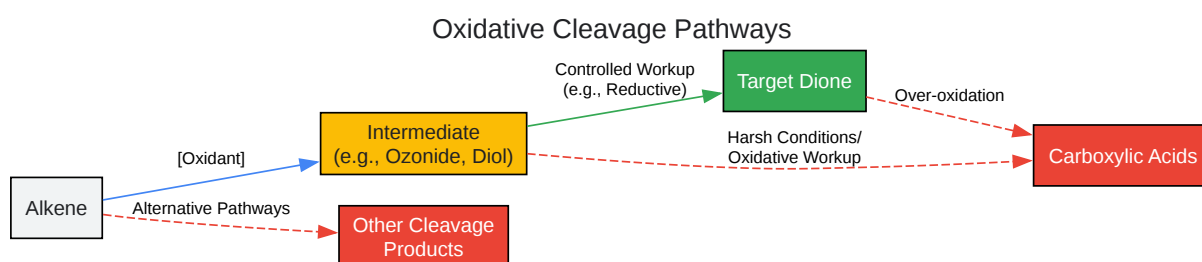 Oxidative Cleavage Pathways
Alkene
[Oxidant]
Alternative Pathways
Intermediate
(e.g., Ozonide, Diol)
Other Cleavage
Products
Controlled Workup
(e.g., Reductive)
Target Dione
Harsh Conditions/
Oxidative Workup
Over-oxidation
Carboxylic Acids